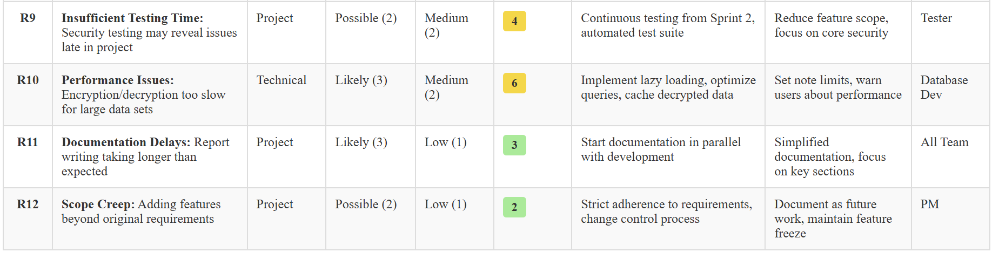 R9
Insufficient Testing Time:
Security testing may reveal issues
late in project
Project
Possible (2)
Medium
(2)
4
Continuous testing from Sprint 2,
automated test suite
Reduce feature scope,
focus on core security
Tester
R10
Performance Issues:
Encryption/decryption too slow
for large data sets
Technical
Likely (3)
Medium
(2)
6
Implement lazy loading, optimize
queries, cache decrypted data
Set note limits, warn
users about performance
Database
Dev
R11
Documentation Delays: Report
writing taking longer than
expected
Project
Likely (3)
Low (1)
3
Start documentation in parallel
with development
Simplified
documentation, focus
on key sections
All Team
R12
Scope Creep: Adding features
beyond original requirements
Project
Possible (2)
Low (1)
2
Strict adherence to requirements,
change control process
Document as future
work, maintain feature
freeze
PM